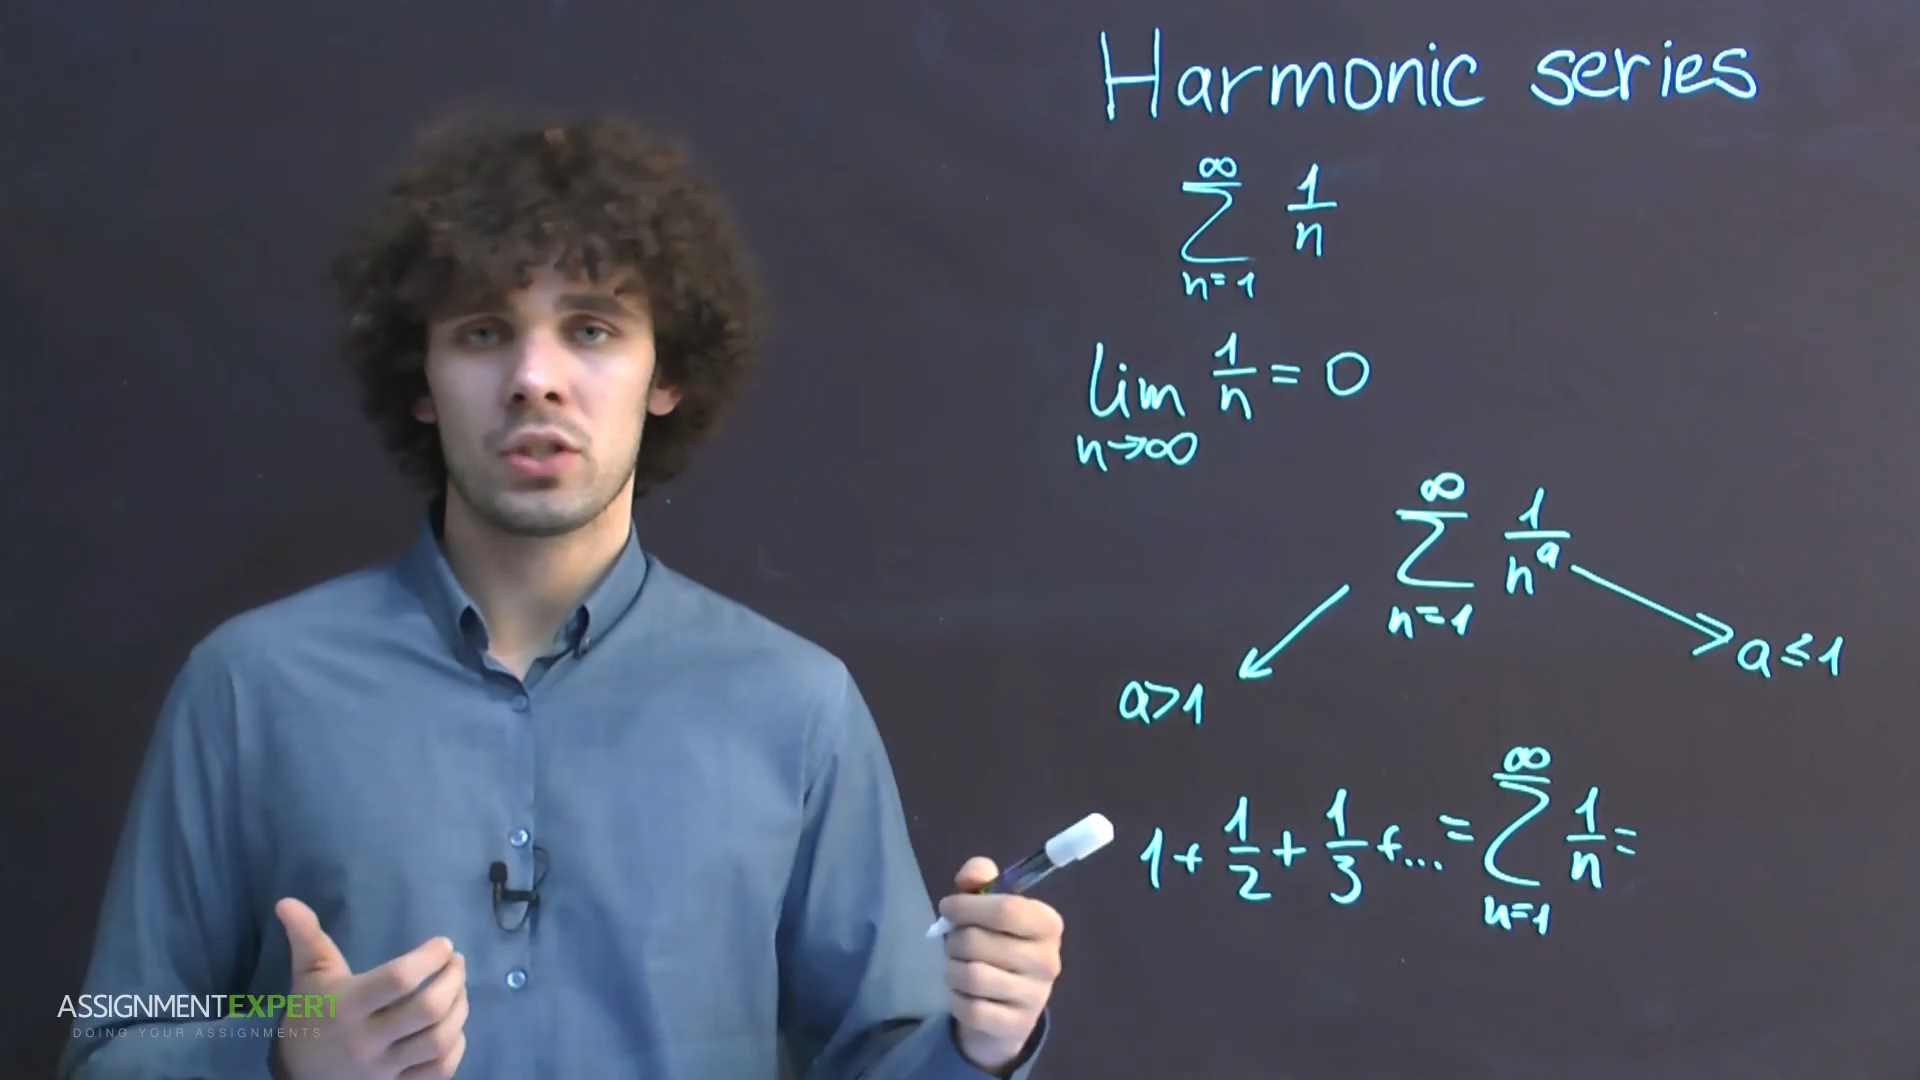 Harmonic series
∞
∑ 1/n
n=1
lim 1/n = 0
n→∞
∞
∑ 1/n^a
n=1
a>1
a≤1
∞
1+ 1/2 + 1/3 +... = ∑ 1/n =
n=1
ASSIGNMENTEXPERT
DOING YOUR ASSIGNMENTS